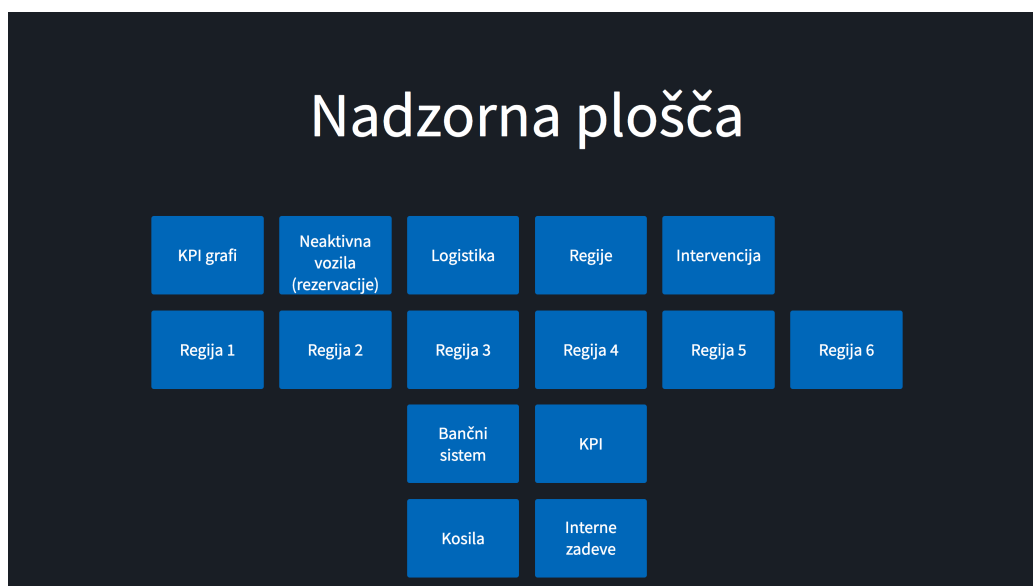 Nadzorna plošča
KPI grafi
Neaktivna
vozila
(rezervacije)
Logistika
Regije
Intervencija
Regija 1
Regija 2
Regija 3
Regija 4
Regija 5
Regija 6
Bančni
sistem
KPI
Kosila
Interne
zadeve